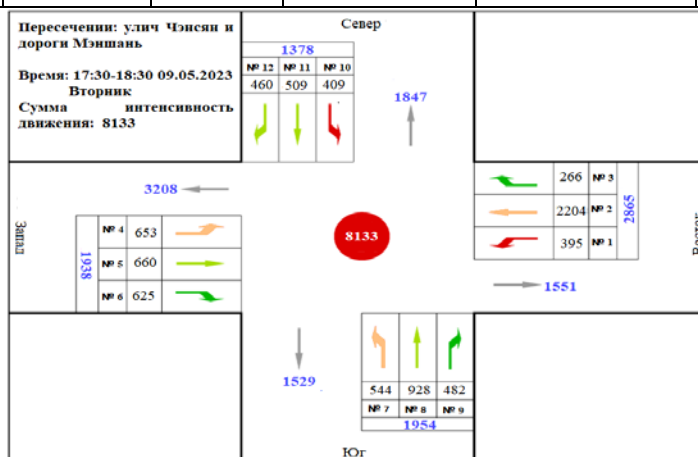 Пересечении: улич Чэнсян и
дороги Мэншань
Время: 17:30-18:30 09.05.2023
Вторник
Сумма интенсивность
движения: 8133
Север
1378
№ 12 № 11 № 10
460 509 409
1847
3208
Запад
1938
№ 4 653
№ 5 660
№ 6 625
8133
266 № 3
2204 № 2
395 № 1
2865
Восток
1551
1529
544 928 482
№ 7 № 8 № 9
1954
Юг